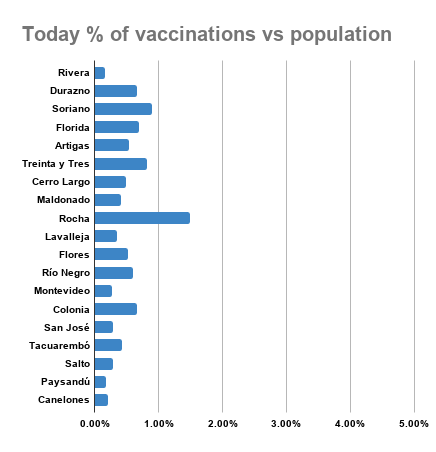 Today % of vaccinations vs population
Rivera
Durazno
Soriano
Florida
Artigas
Treinta y Tres
Cerro Largo
Maldonado
Rocha
Lavalleja
Flores
Río Negro
Montevideo
Colonia
San José
Tacuarembó
Salto
Paysandú
Canelones
0.00% 1.00% 2.00% 3.00% 4.00% 5.00%